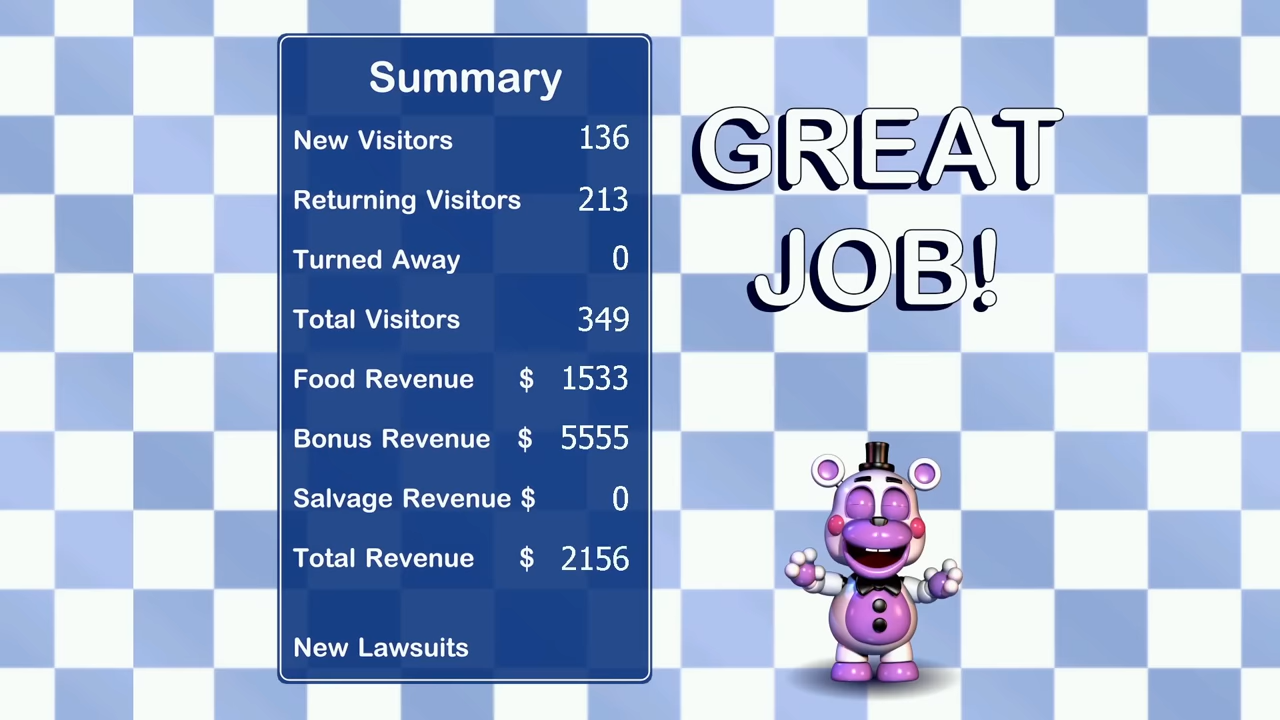 Summary
New Visitors 136
Returning Visitors 213
Turned Away 0
Total Visitors 349
Food Revenue $ 1533
Bonus Revenue $ 5555
Salvage Revenue $ 0
Total Revenue $ 2156
New Lawsuits
GREAT
JOB!